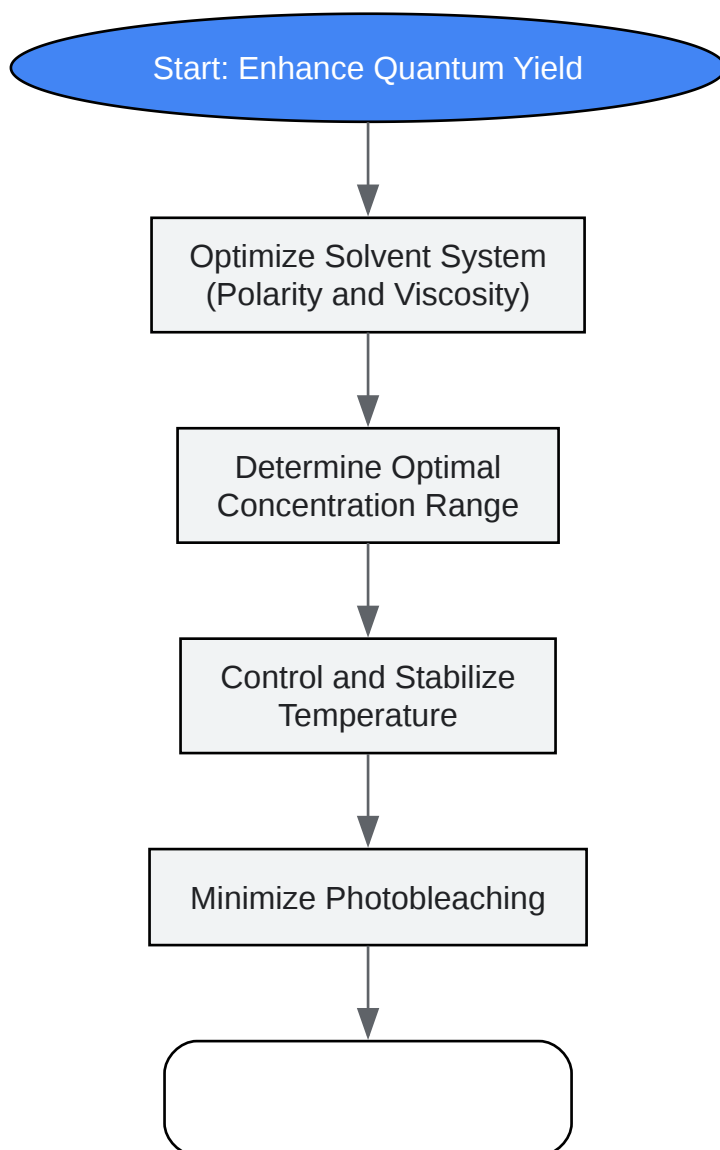 Start: Enhance Quantum Yield
Optimize Solvent System
(Polarity and Viscosity)
Determine Optimal
Concentration Range
Control and Stabilize
Temperature
Minimize Photobleaching